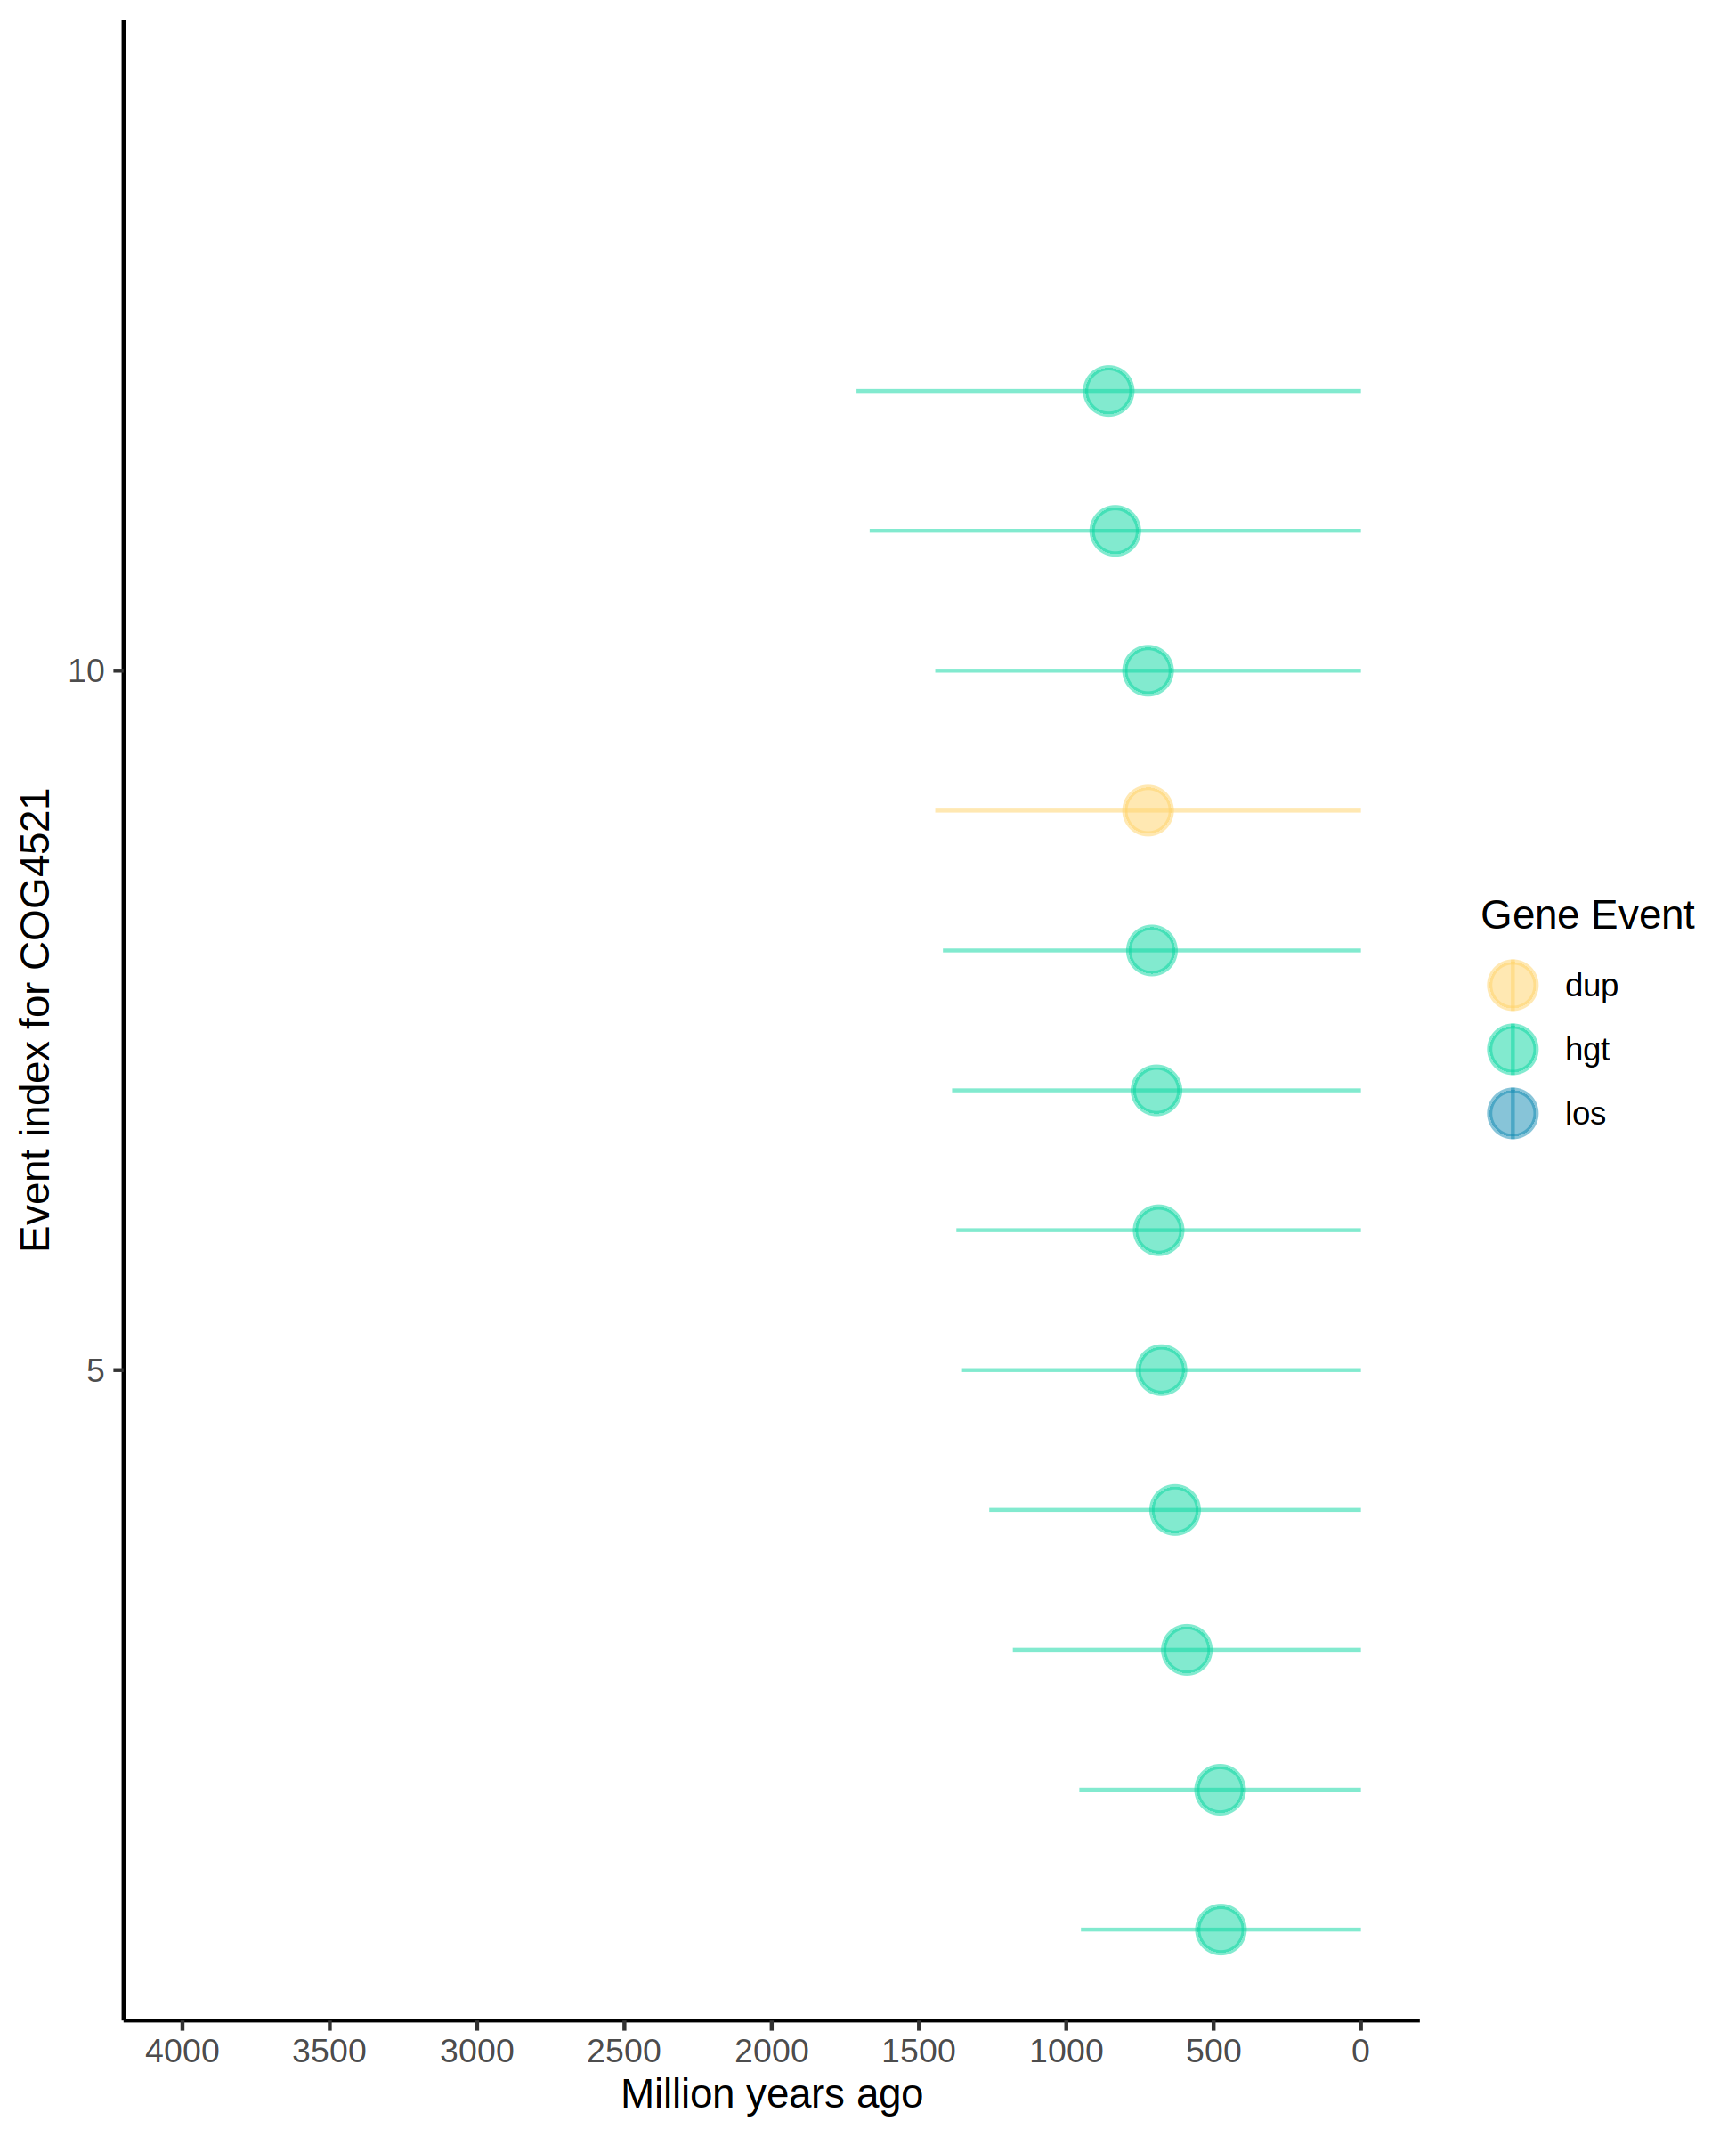 10
5
Event index for COG4521
4000 3500 3000 2500 2000 1500 1000 500 0
Million years ago
Gene Event
dup
hgt
los